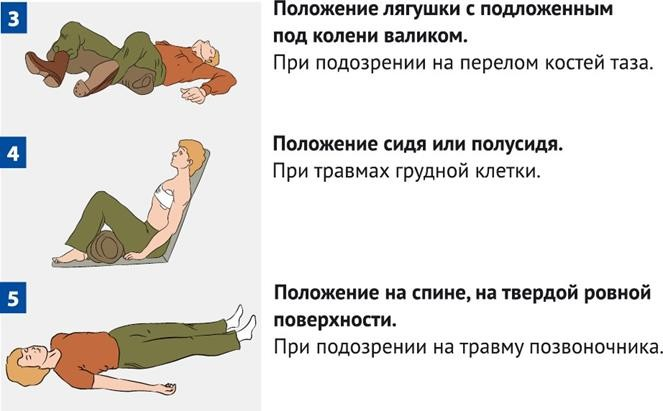 3
Положение лягушки с подложенным
под колени валиком.
При подозрении на перелом костей таза.
4
Положение сидя или полусидя.
При травмах грудной клетки.
5
Положение на спине, на твердой ровной
поверхности.
При подозрении на травму позвоночника.